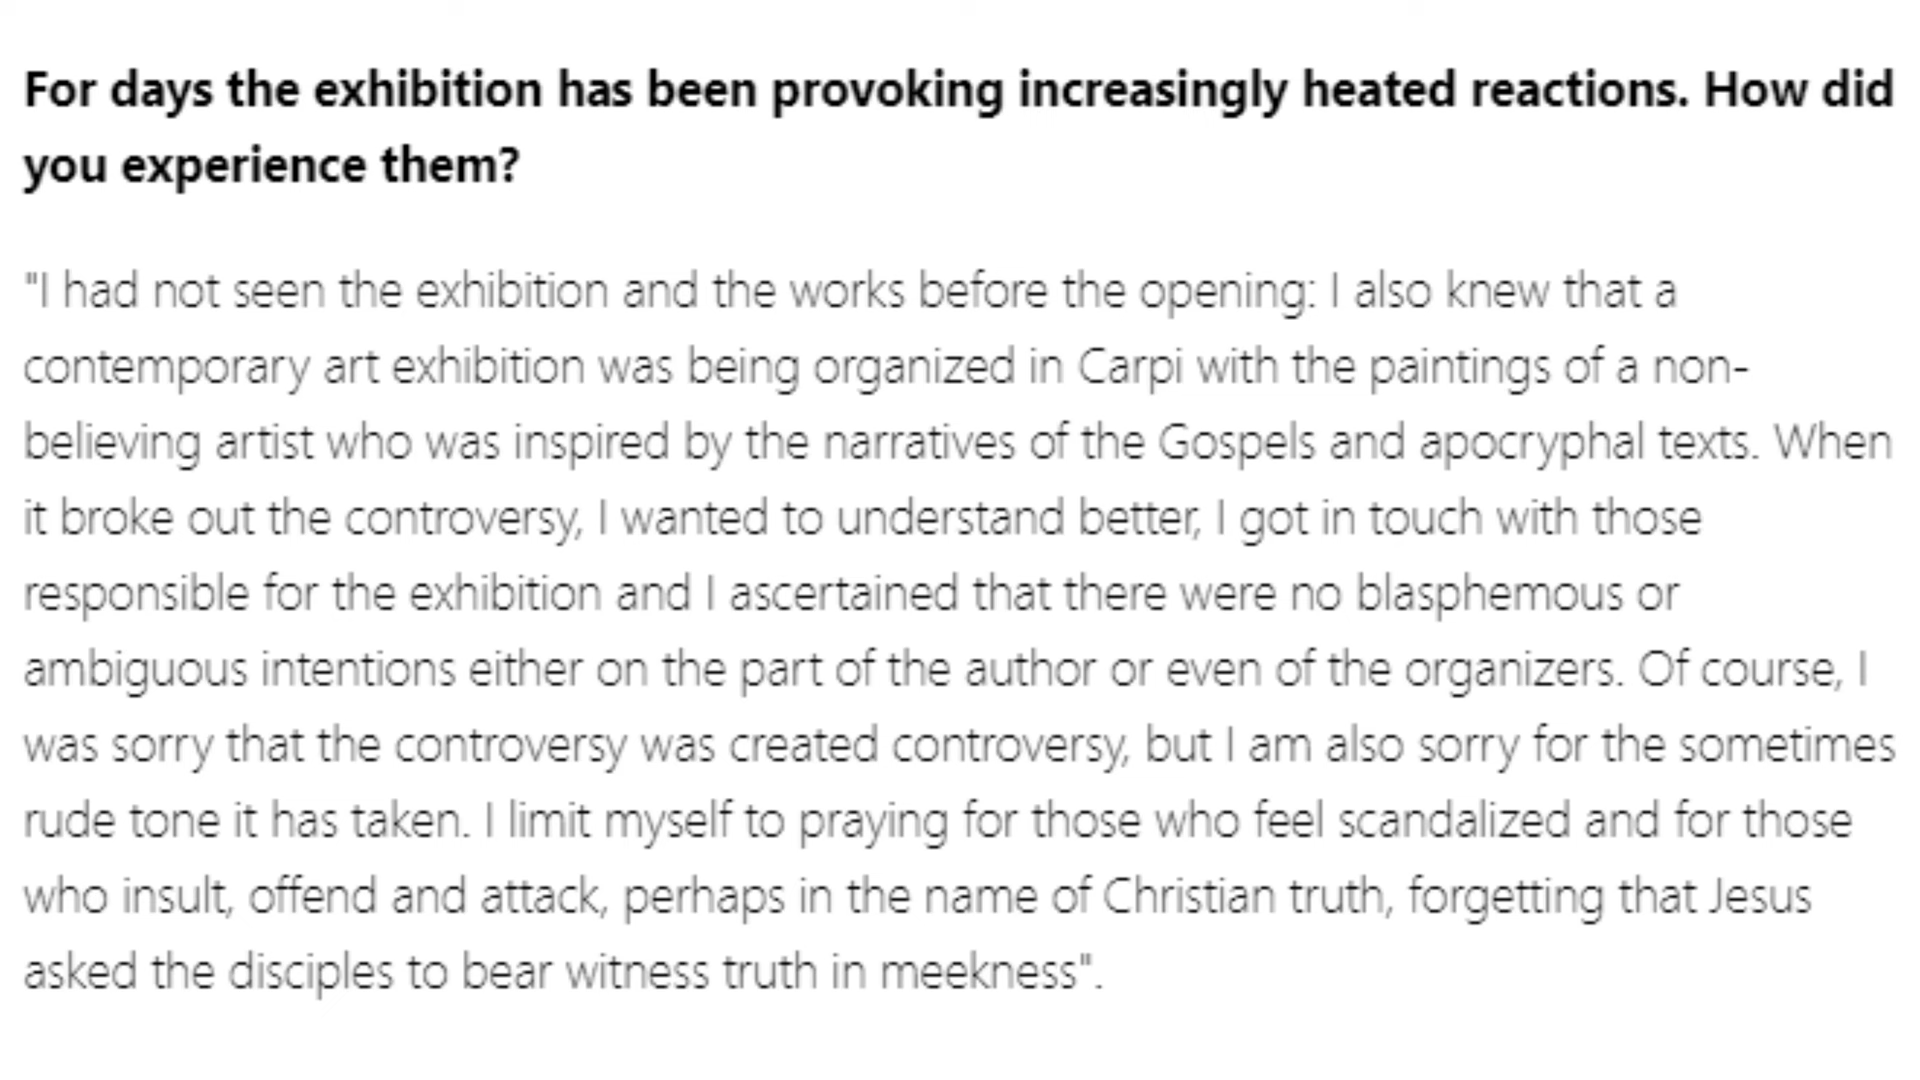 For days the exhibition has been provoking increasingly heated reactions. How did
you experience them?
"I had not seen the exhibition and the works before the opening: I also knew that a
contemporary art exhibition was being organized in Carpi with the paintings of a non-
believing artist who was inspired by the narratives of the Gospels and apocryphal texts. When
it broke out the controversy, I wanted to understand better, I got in touch with those
responsible for the exhibition and I ascertained that there were no blasphemous or
ambiguous intentions either on the part of the author or even of the organizers. Of course, I
was sorry that the controversy was created controversy, but I am also sorry for the sometimes
rude tone it has taken. I limit myself to praying for those who feel scandalized and for those
who insult, offend and attack, perhaps in the name of Christian truth, forgetting that Jesus
asked the disciples to bear witness truth in meekness".